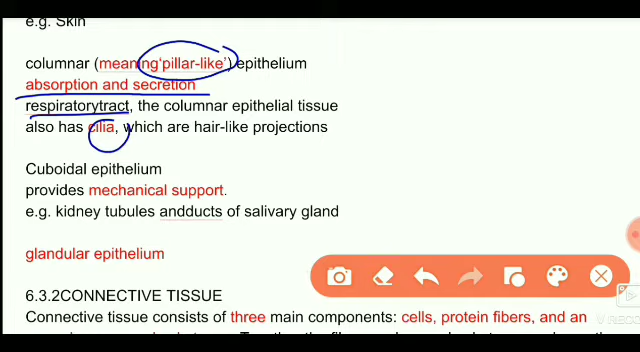 e.g. Skin
columnar (meaning'pillar-like') epithelium
absorption and secretion
respiratorytract, the columnar epithelial tissue
also has cilia, which are hair-like projections
Cuboidal epithelium
provides mechanical support.
e.g. kidney tubules andducts of salivary gland
glandular epithelium
6.3.2CONNECTIVE TISSUE
Connective tissue consists of three main components: cells, protein fibers, and an